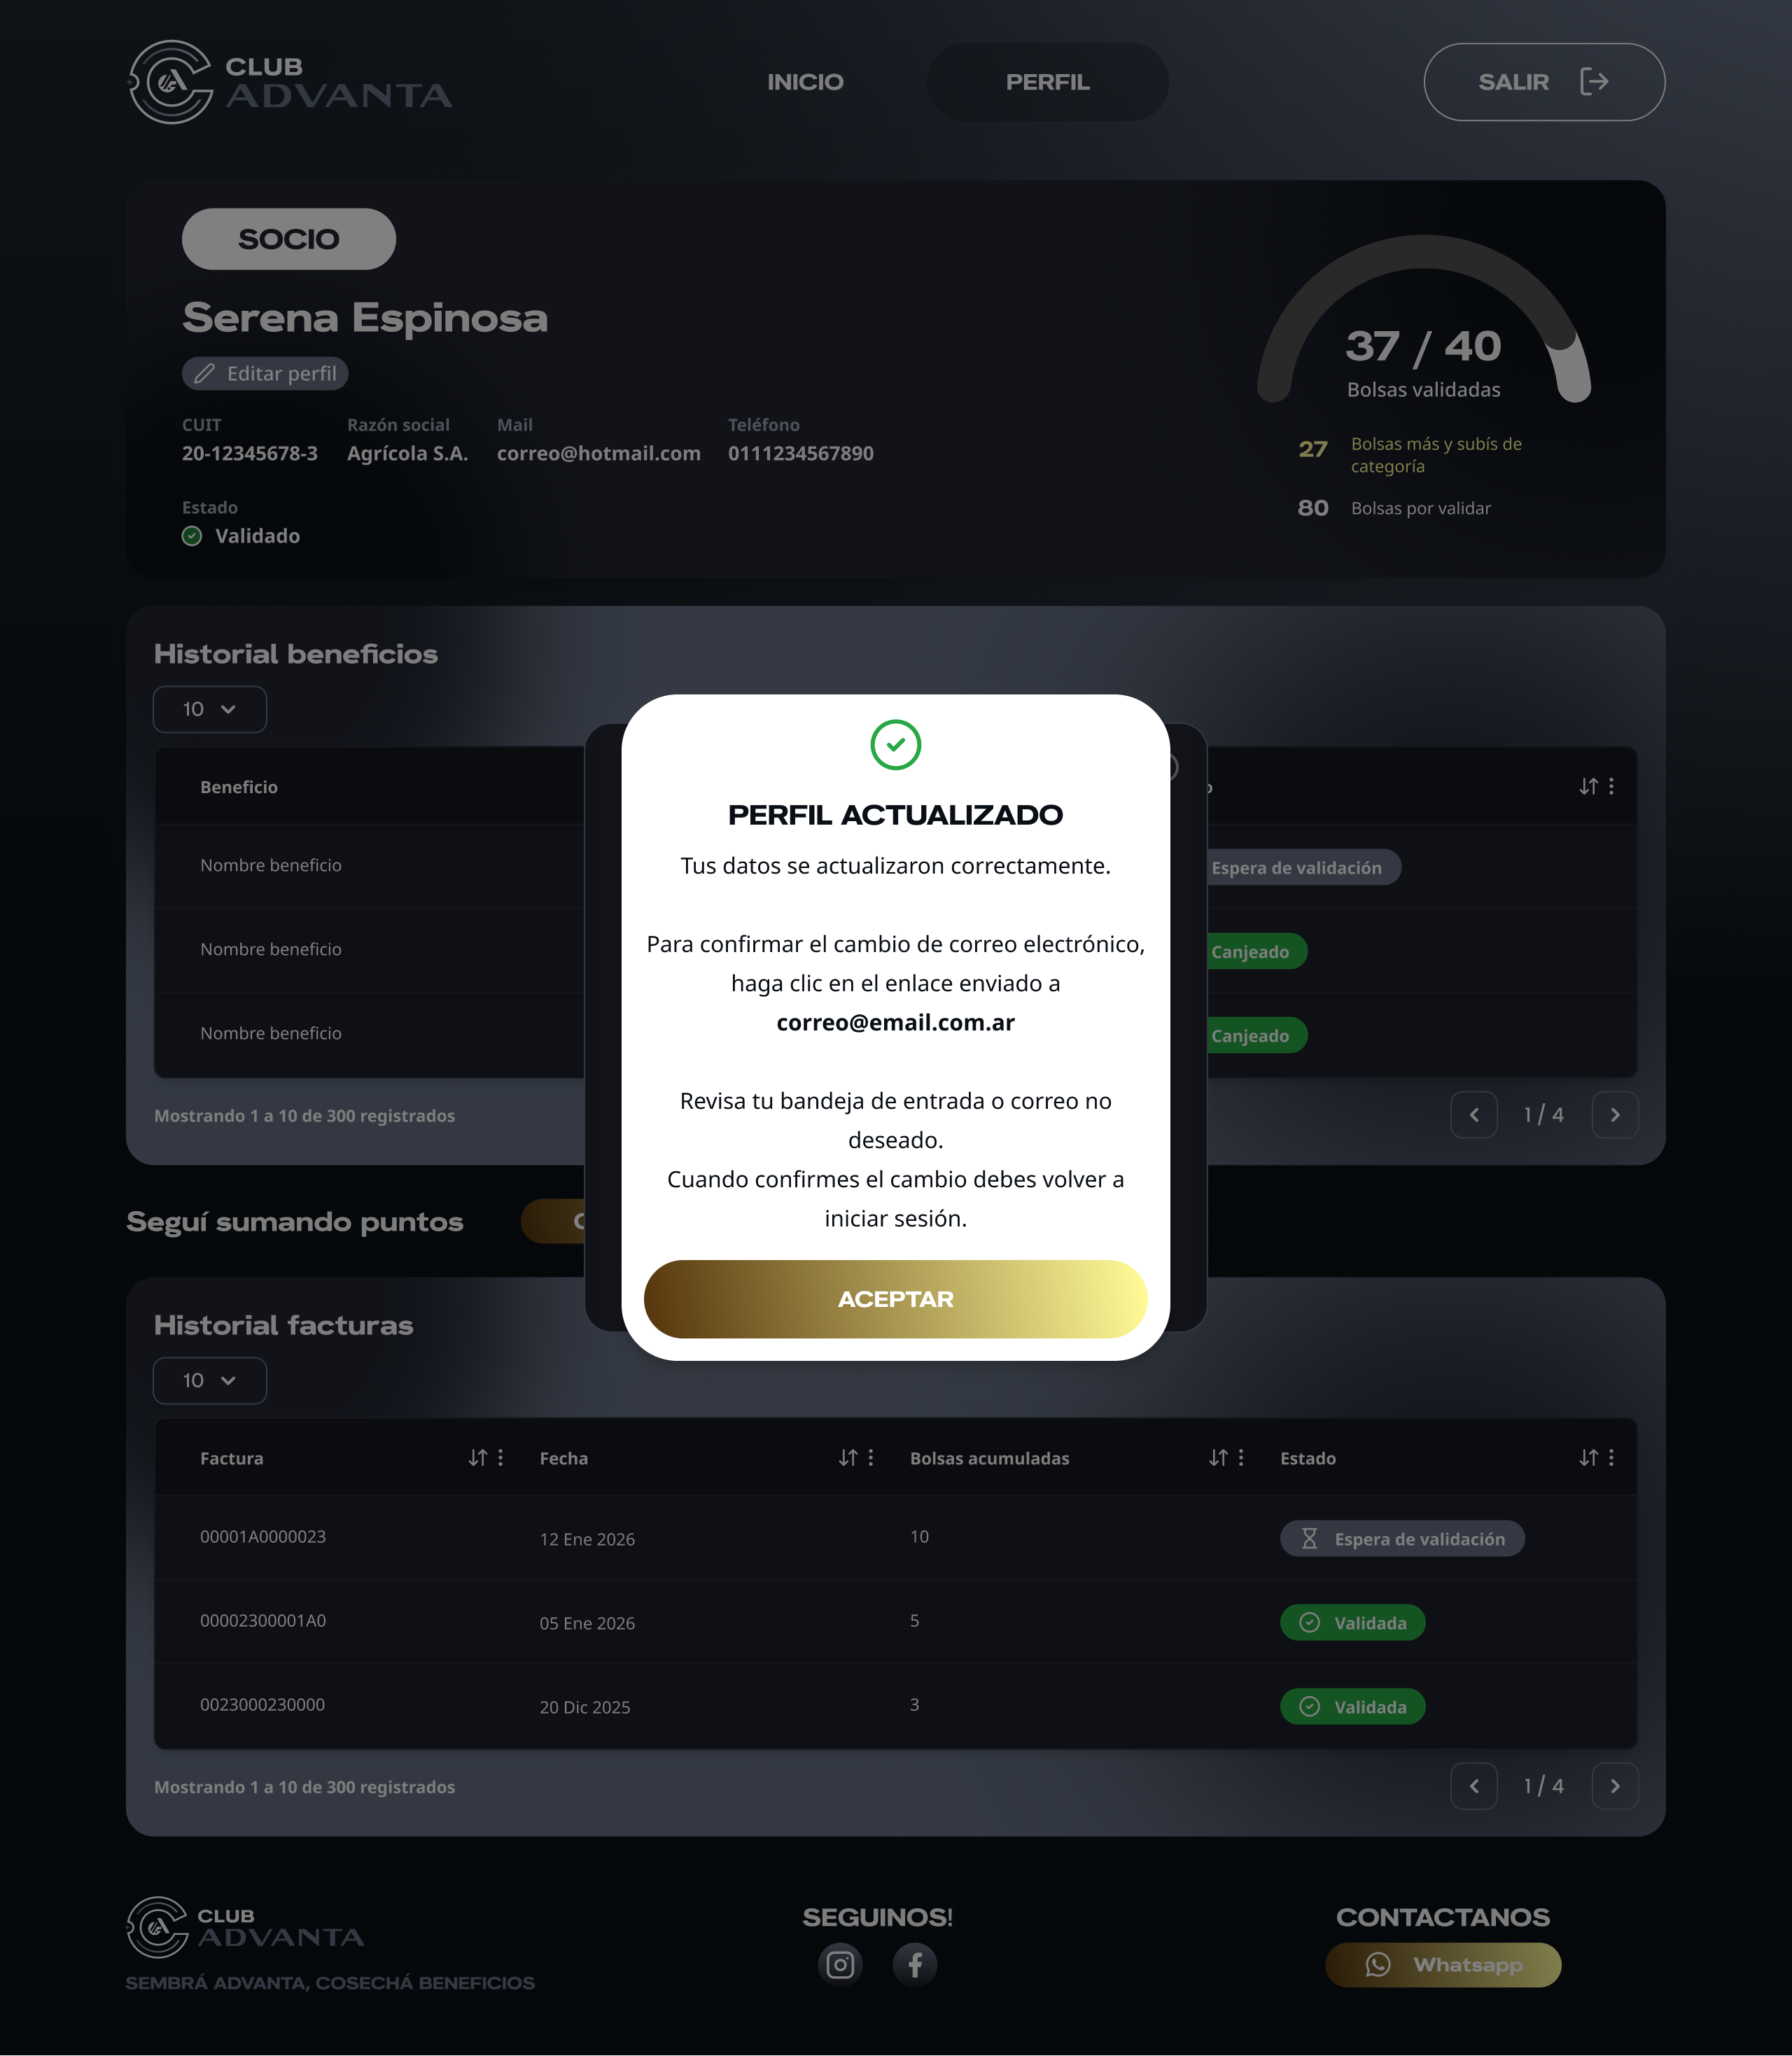 CLUB
ADVANTA
INICIO
PERFIL
SALIR
SOCIO
Serena Espinosa
Editar perfil
CUIT
20-12345678-3
Razón social
Agrícola S.A.
Mail
correo@hotmail.com
Teléfono
0111234567890
Estado
Validado
37 / 40
Bolsas validadas
27
Bolsas más y subís de
categoría
80
Bolsas por validar
Historial beneficios
10
Beneficio
Nombre beneficio
Espera de validación
Nombre beneficio
Canjeado
Nombre beneficio
Canjeado
Mostrando 1 a 10 de 300 registrados
1 / 4
PERFIL ACTUALIZADO
Tus datos se actualizaron correctamente.
Para confirmar el cambio de correo electrónico,
haga clic en el enlace enviado a
correo@email.com.ar
Revisa tu bandeja de entrada o correo no
deseado.
Cuando confirmes el cambio debes volver a
iniciar sesión.
ACEPTAR
Seguí sumando puntos
Historial facturas
10
Factura
Fecha
Bolsas acumuladas
Estado
00001A0000023
12 Ene 2026
10
Espera de validación
00002300001A0
05 Ene 2026
5
Validada
0023000230000
20 Dic 2025
3
Validada
Mostrando 1 a 10 de 300 registrados
1 / 4
CLUB
ADVANTA
SEMBRÁ ADVANTA, COSECHÁ BENEFICIOS
SEGUINOS!
CONTACTANOS
Whatsapp